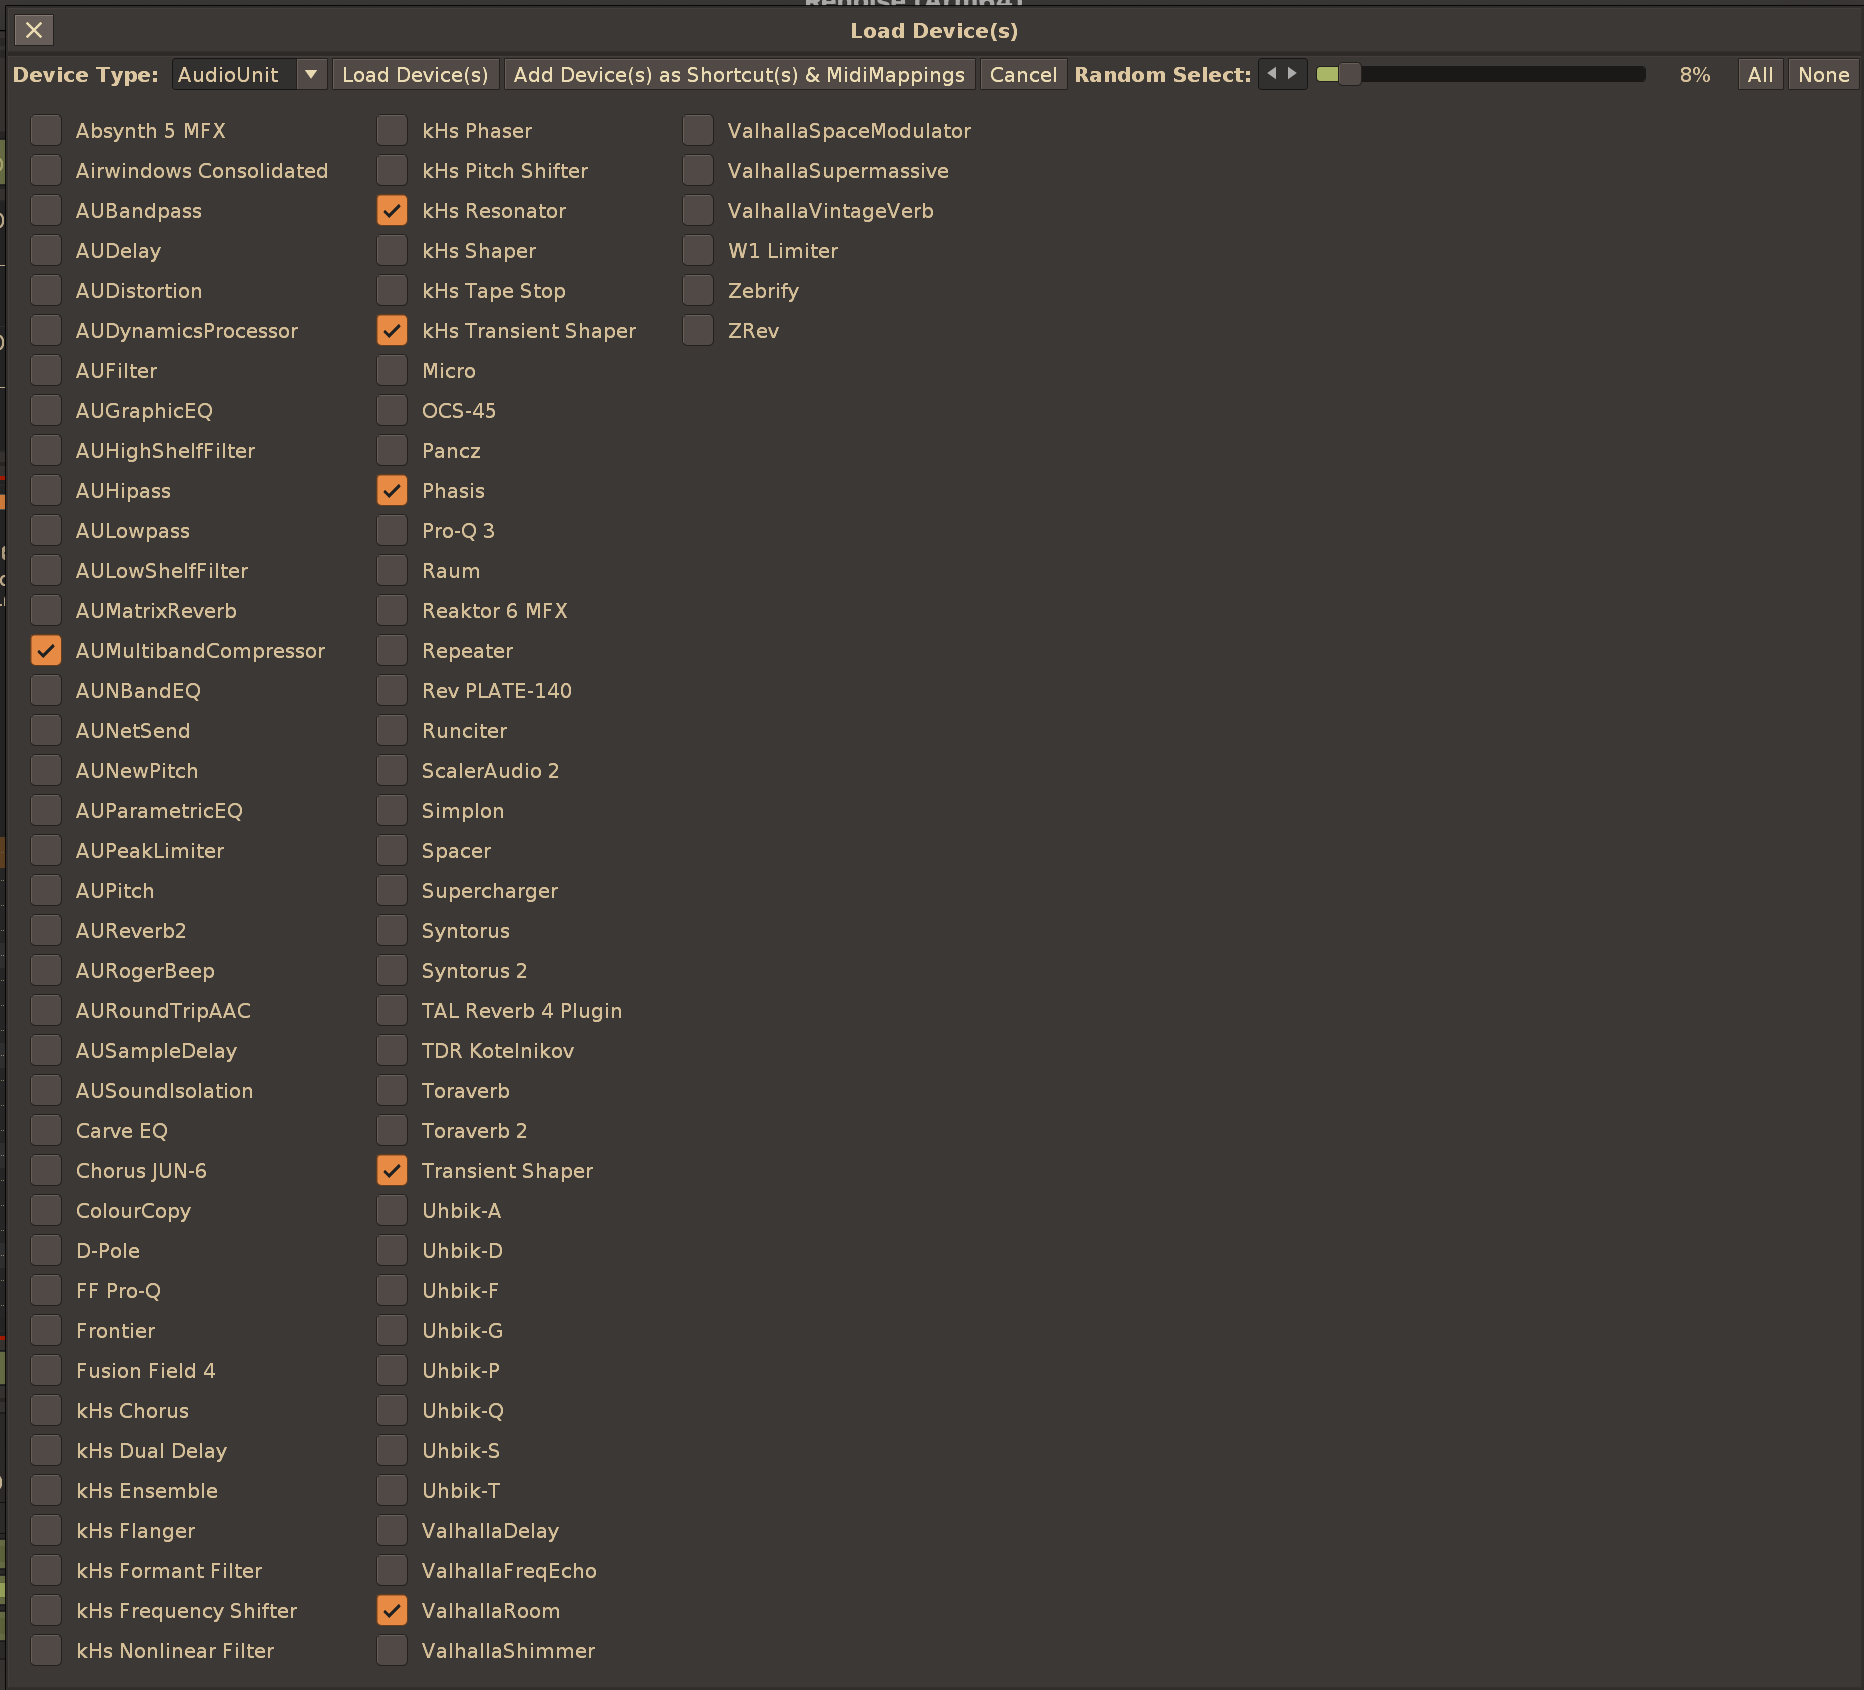 Load Device(s)
Device Type: AudioUnit Load Device(s) Add Device(s) as Shortcut(s) & MidiMappings Cancel Random Select: 8% All None
Absynth 5 MFX
Airwindows Consolidated
AUBandpass
AUDelay
AUDistortion
AUDynamicsProcessor
AUFilter
AUGraphicEQ
AUHighShelfFilter
AUHipass
AULowpass
AULowShelfFilter
AUMatrixReverb
AUMultibandCompressor
AUNBandEQ
AUNetSend
AUNewPitch
AUParametricEQ
AUPeakLimiter
AUPitch
AUReverb2
AURogerBeep
AURoundTripAAC
AUSampleDelay
AUSoundIsolation
Carve EQ
Chorus JUN-6
ColourCopy
D-Pole
FF Pro-Q
Frontier
Fusion Field 4
kHs Chorus
kHs Dual Delay
kHs Ensemble
kHs Flanger
kHs Formant Filter
kHs Frequency Shifter
kHs Nonlinear Filter
kHs Phaser
kHs Pitch Shifter
kHs Resonator
kHs Shaper
kHs Tape Stop
kHs Transient Shaper
Micro
OCS-45
Pancz
Phasis
Pro-Q 3
Raum
Reaktor 6 MFX
Repeater
Rev PLATE-140
Runciter
ScalerAudio 2
Simplon
Spacer
Supercharger
Syntorus
Syntorus 2
TAL Reverb 4 Plugin
TDR Kotelnikov
Toraverb
Toraverb 2
Transient Shaper
Uhbik-A
Uhbik-D
Uhbik-F
Uhbik-G
Uhbik-P
Uhbik-Q
Uhbik-S
Uhbik-T
ValhallaDelay
ValhallaFreqEcho
ValhallaRoom
ValhallaShimmer
ValhallaSpaceModulator
ValhallaSupermassive
ValhallaVintageVerb
W1 Limiter
Zebrify
ZRev